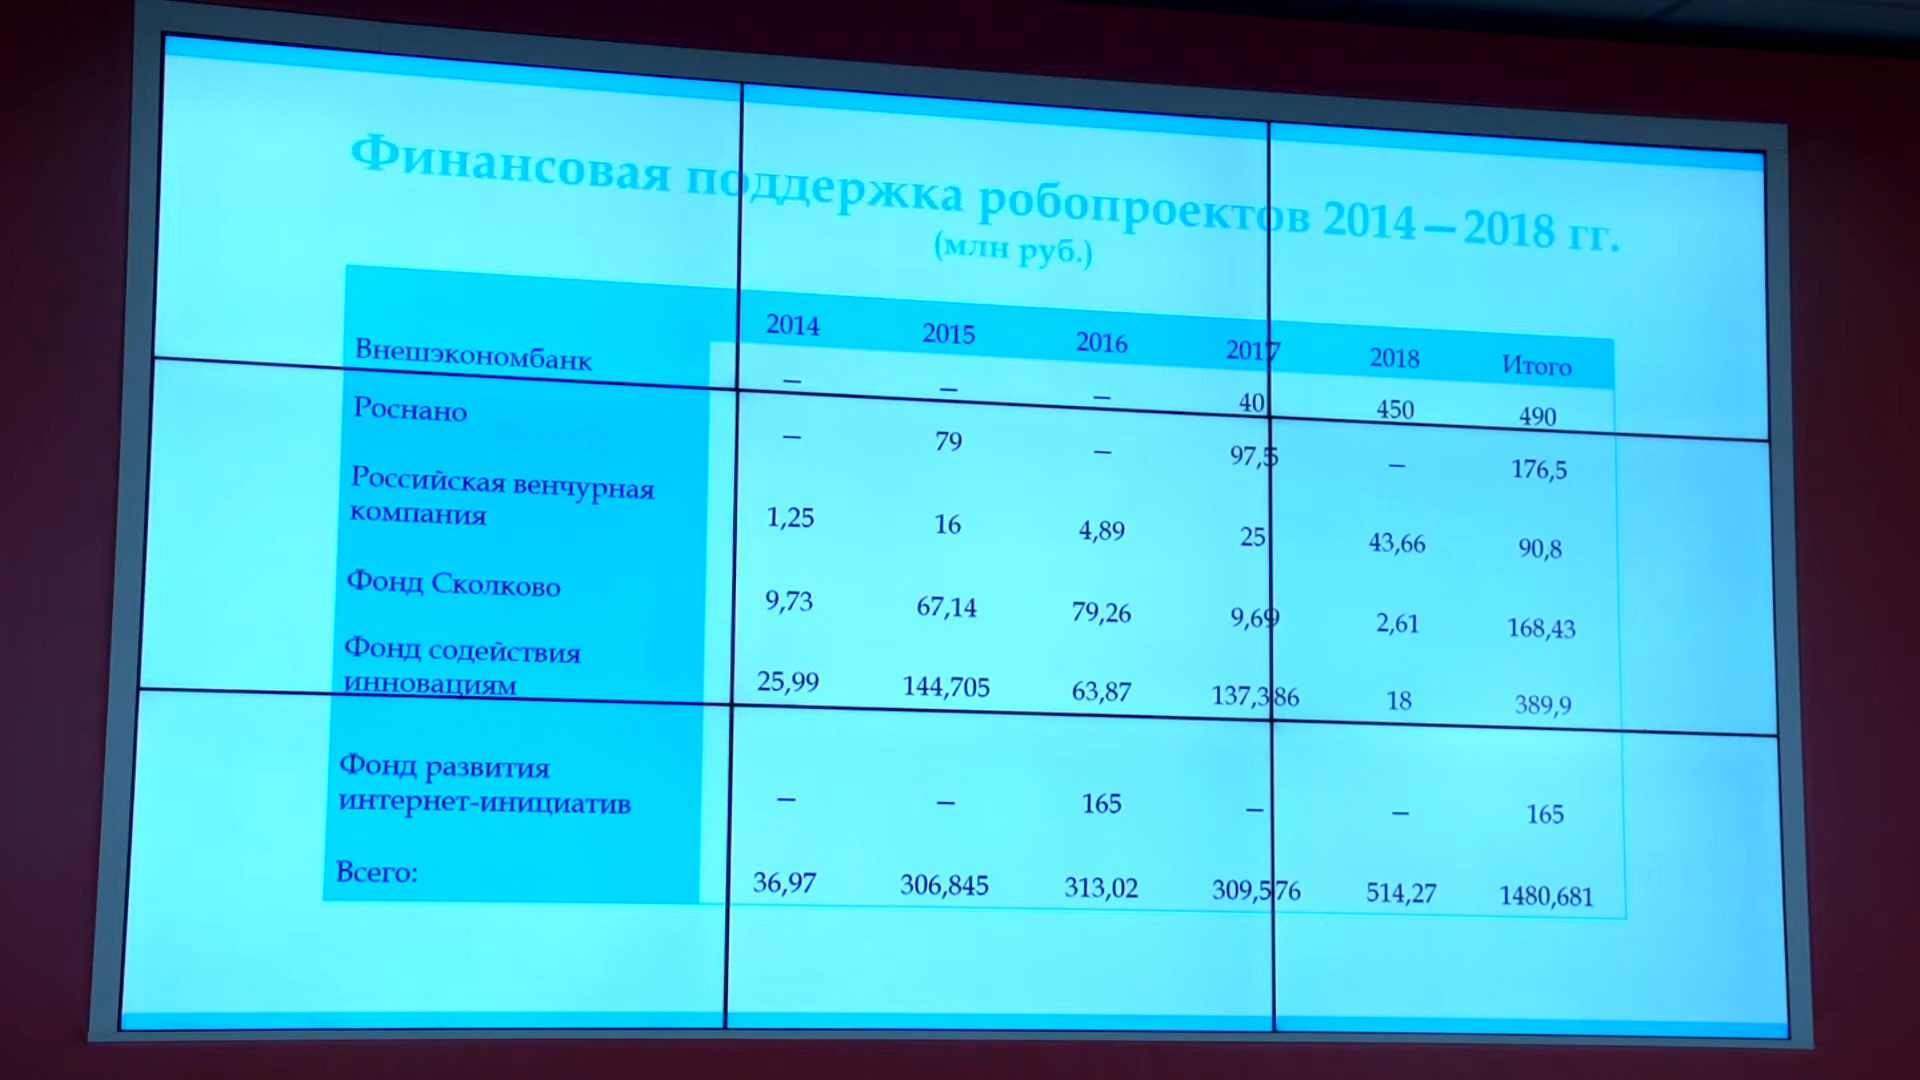 Финансовая поддержка робопроектов 2014—2018 гг.
(млн руб.)
2014 2015 2016 2017 2018 Итого
Внешэкономбанк — — — 40 450 490
Роснано — 79 — 97,5 — 176,5
Российская венчурная
компания 1,25 16 4,89 25 43,66 90,8
Фонд Сколково 9,73 67,14 79,26 9,69 2,61 168,43
Фонд содействия
инновациям 25,99 144,705 63,87 137,386 18 389,9
Фонд развития
интернет-инициатив — — 165 — — 165
Всего: 36,97 306,845 313,02 309,576 514,27 1480,681